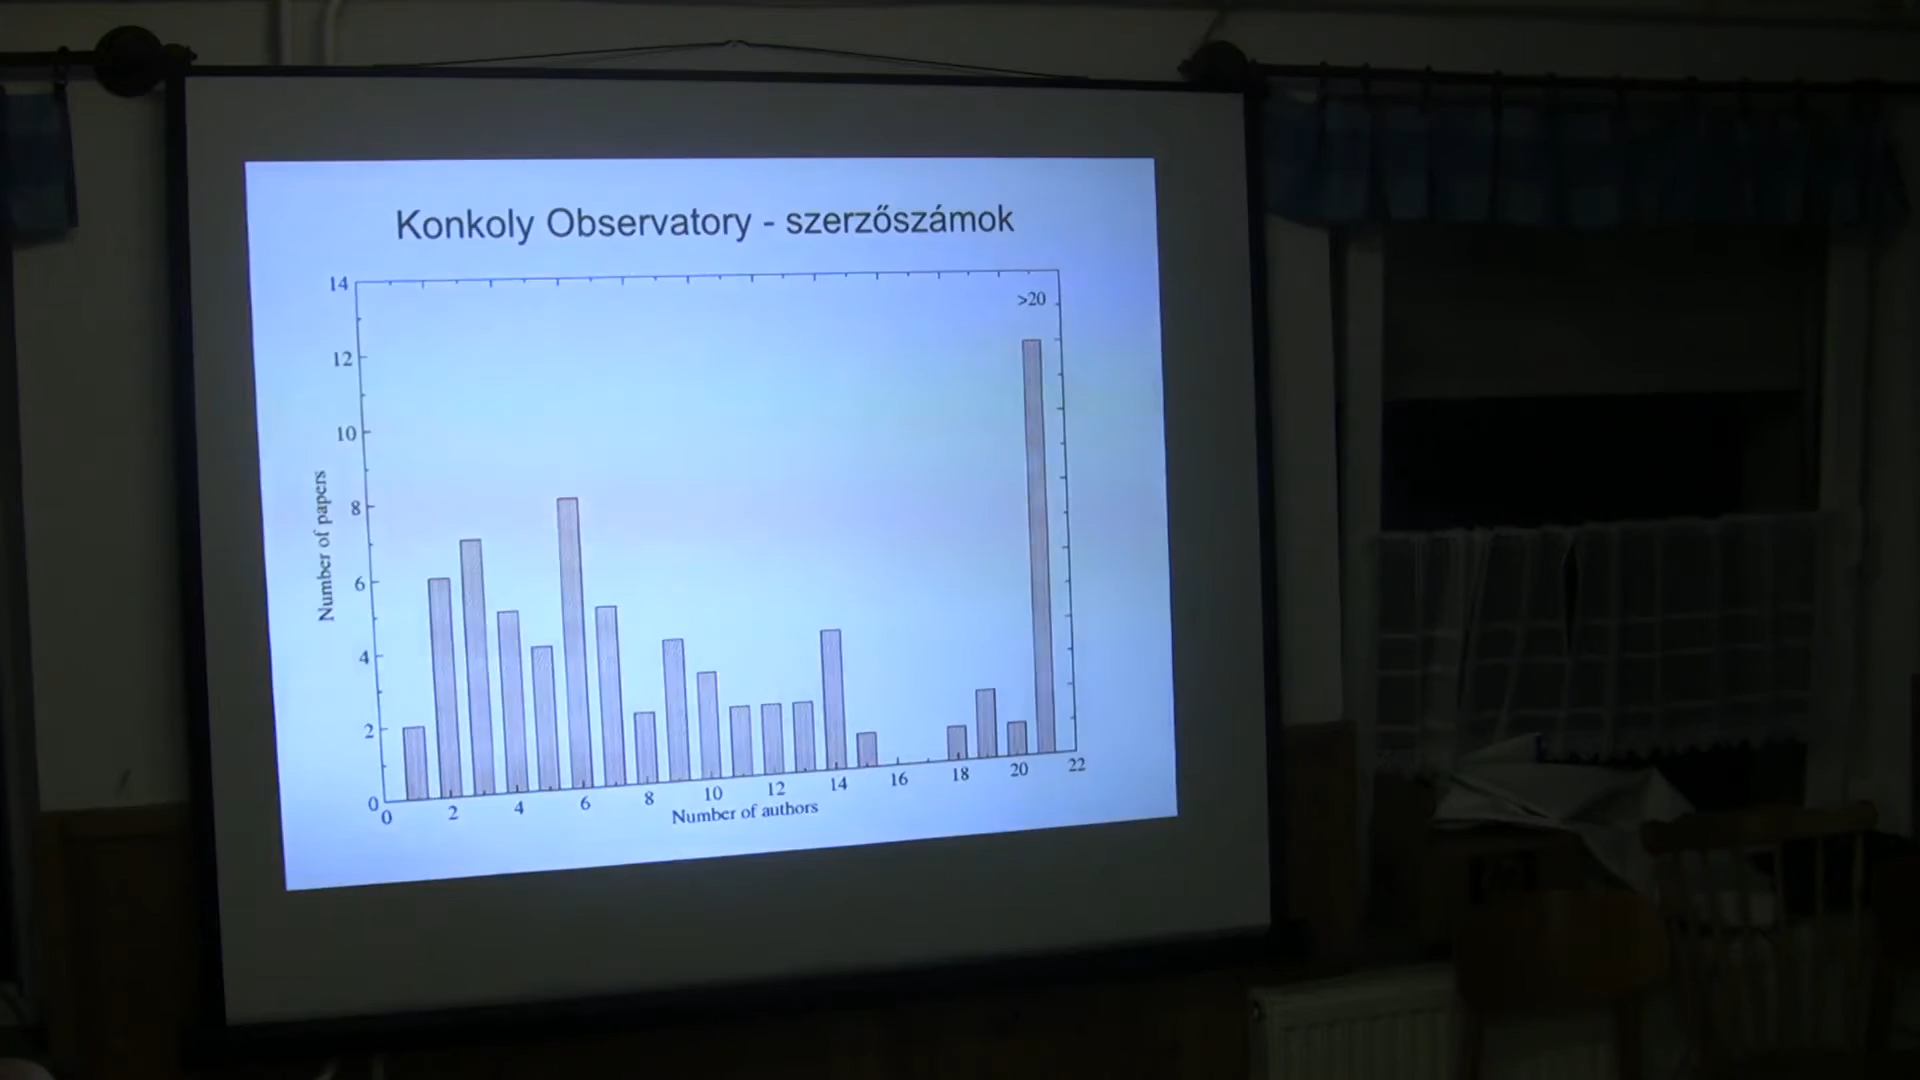 Konkoly Observatory - szerzőszámok
>20
14
12
10
8
6
4
2
0
Number of papers
0 2 4 6 8 10 12 14 16 18 20 22
Number of authors